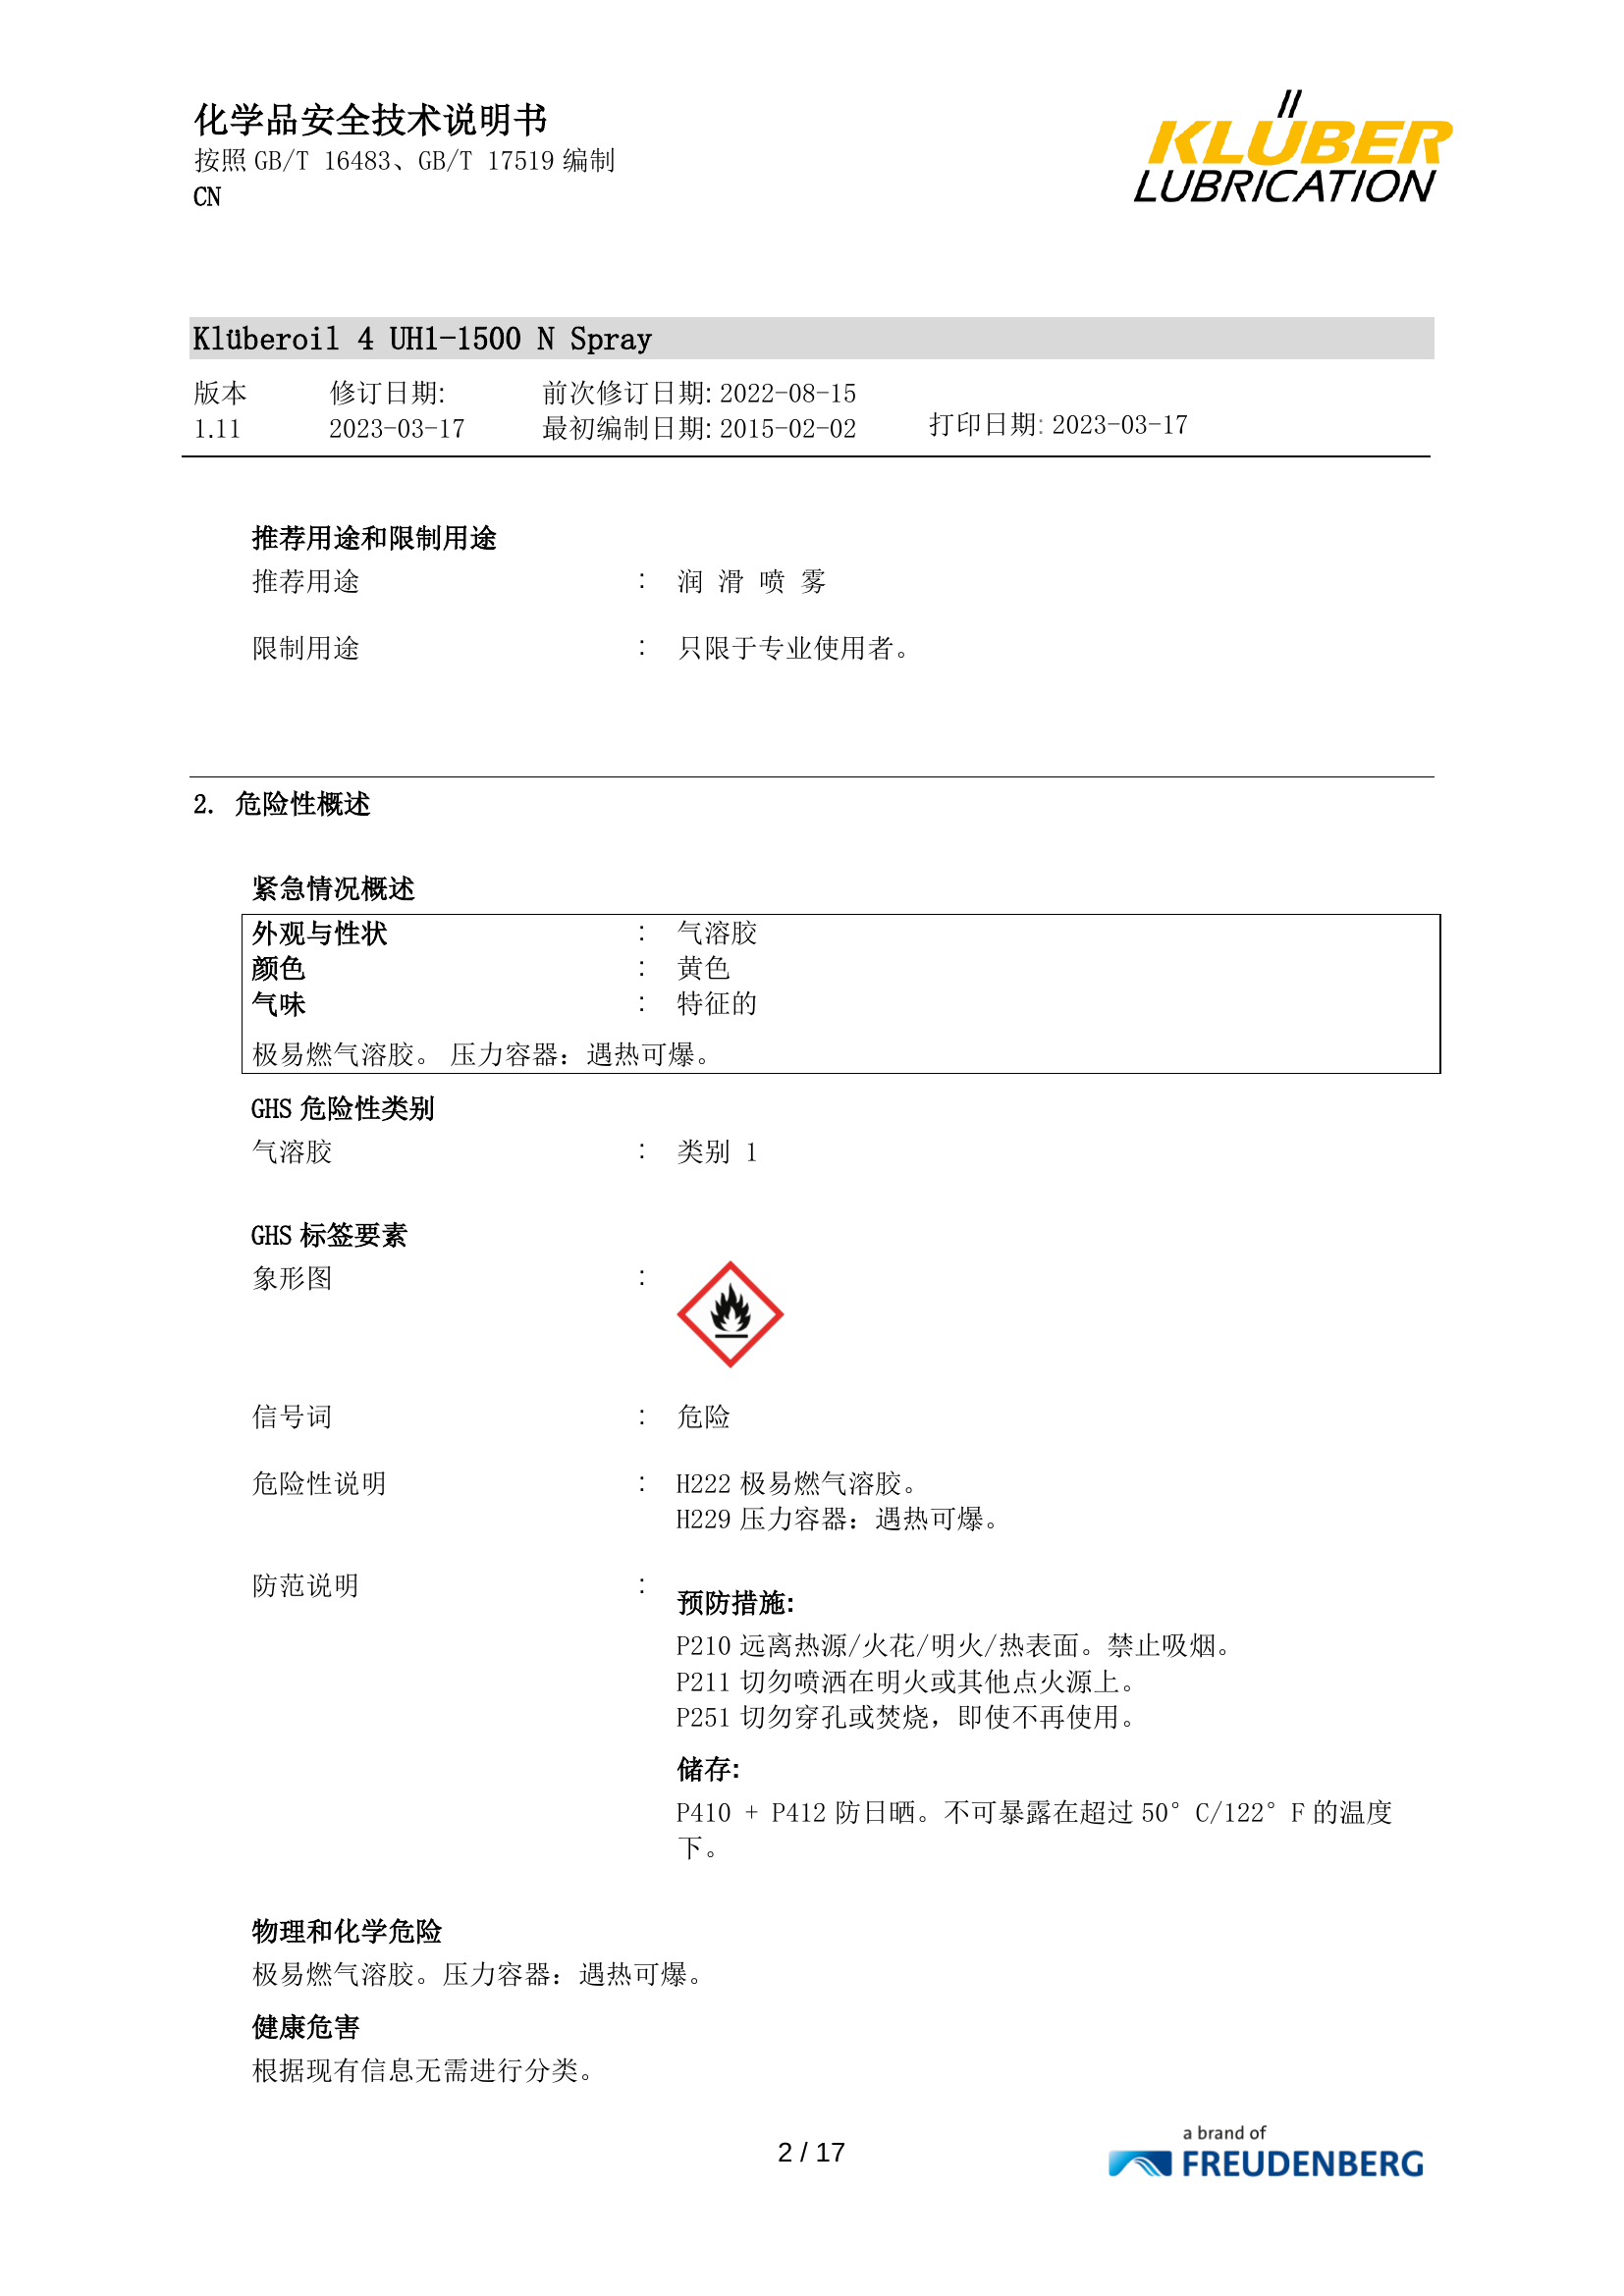 化学品安全技术说明书
按照 GB/T 16483、GB/T 17519 编制
CN
KLÜBER
LUBRICATION
Klüberoil 4 UH1-1500 N Spray
版本 修订日期: 前次修订日期: 2022-08-15
1.11 2023-03-17 最初编制日期: 2015-02-02 打印日期: 2023-03-17
推荐用途和限制用途
推荐用途 : 润 滑 喷 雾
限制用途 : 只限于专业使用者。
2. 危险性概述
紧急情况概述
外观与性状 : 气溶胶
颜色 : 黄色
气味 : 特征的
极易燃气溶胶。 压力容器：遇热可爆。
GHS 危险性类别
气溶胶 : 类别 1
GHS 标签要素
象形图 :
信号词 : 危险
危险性说明 : H222 极易燃气溶胶。
H229 压力容器：遇热可爆。
防范说明 :
预防措施:
P210 远离热源/火花/明火/热表面。禁止吸烟。
P211 切勿喷洒在明火或其他点火源上。
P251 切勿穿孔或焚烧，即使不再使用。
储存:
P410 + P412 防日晒。不可暴露在超过 50°C/122°F 的温度
下。
物理和化学危险
极易燃气溶胶。压力容器：遇热可爆。
健康危害
根据现有信息无需进行分类。
2 / 17
a brand of
FREUDENBERG